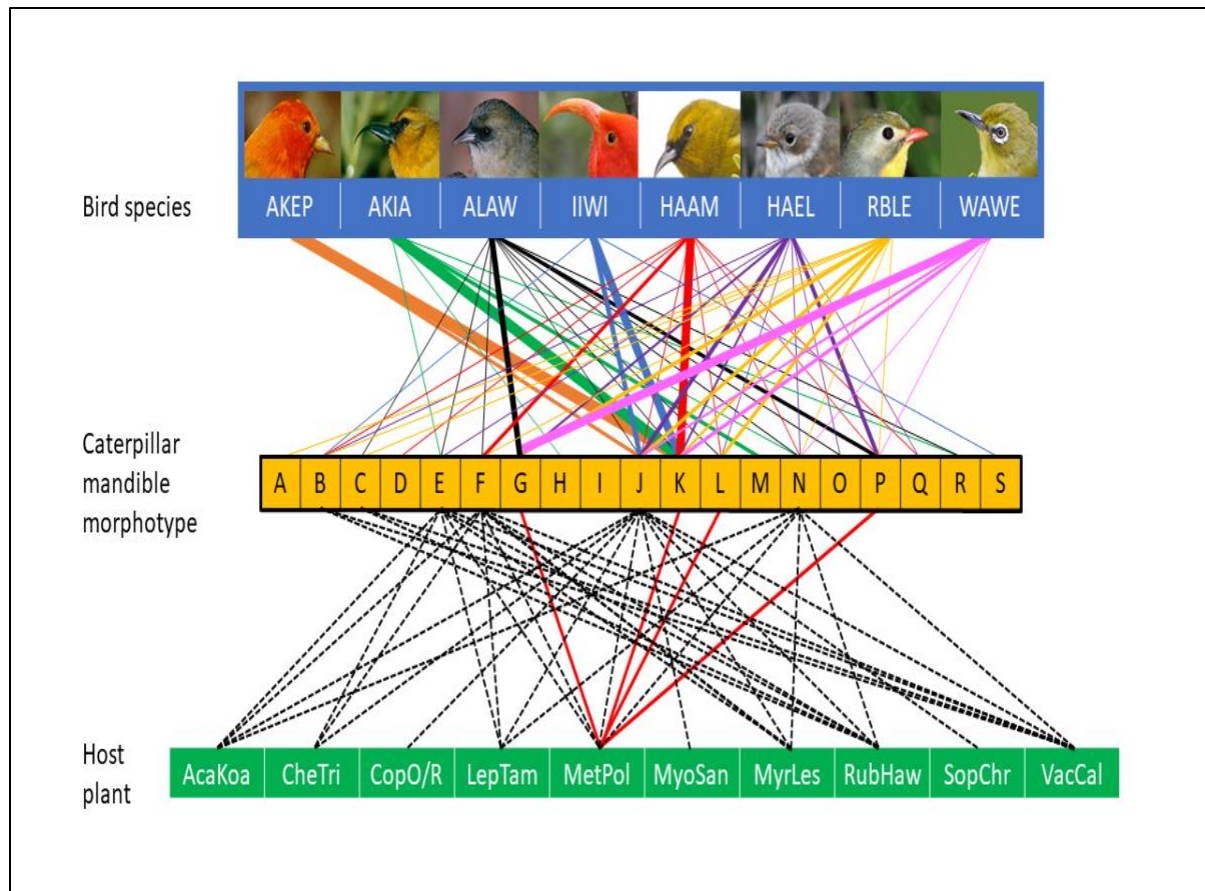 Bird species
AKEP AKIA ALAW IIWI HAAM HAEL RBLE WAWE
Caterpillar
mandible
morphotype
A B C D E F G H I J K L M N O P Q R S
Host
plant
AcaKoa CheTri CopO/R LepTam MetPol MyoSan MyrLes RubHaw SopChr VacCal